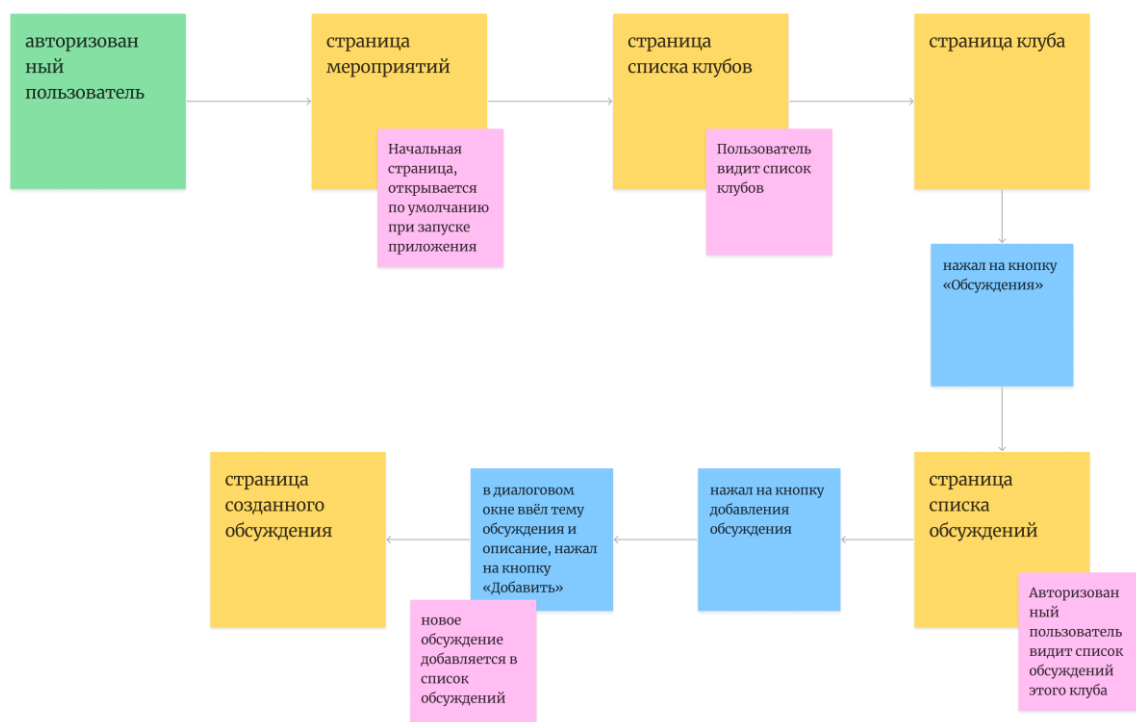 авторизован
ный
пользователь
страница
мероприятий
Начальная
страница,
открывается
по умолчанию
при запуске
приложения
страница
списка клубов
Пользователь
видит список
клубов
страница клуба
нажал на кнопку
«Обсуждения»
страница
списка
обсуждений
Авторизован
ный
пользователь
видит список
обсуждений
этого клуба
нажал на кнопку
добавления
обсуждения
в диалоговом
окне ввёл тему
обсуждения и
описание, нажал
на кнопку
«Добавить»
новое
обсуждение
добавляется в
список
обсуждений
страница
созданного
обсуждения